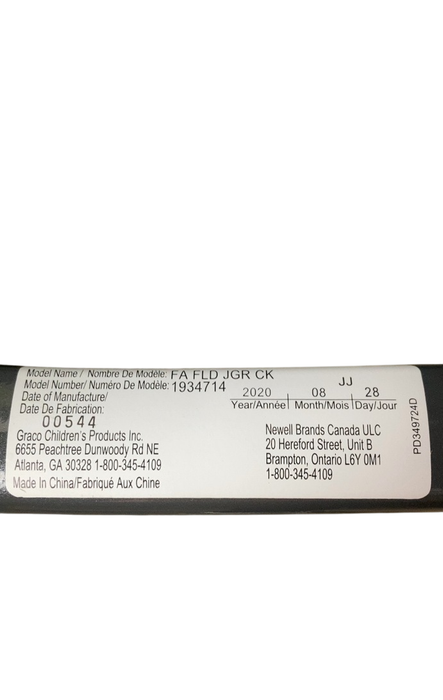 Model Name / Nombre De Modèle: FA FLD JGR CK
Model Number/ Numéro De Modèle: 1934714
JJ
Date of Manufacture/
Date De Fabrication:
2020 08 28
Year/Année Month/Mois Day/Jour
00544
Graco Children's Products Inc.
6655 Peachtree Dunwoody Rd NE
Atlanta, GA 30328 1-800-345-4109
Made In China/Fabriqué Aux Chine
Newell Brands Canada ULC
20 Hereford Street, Unit B
Brampton, Ontario L6Y 0M1
1-800-345-4109
PD349724D